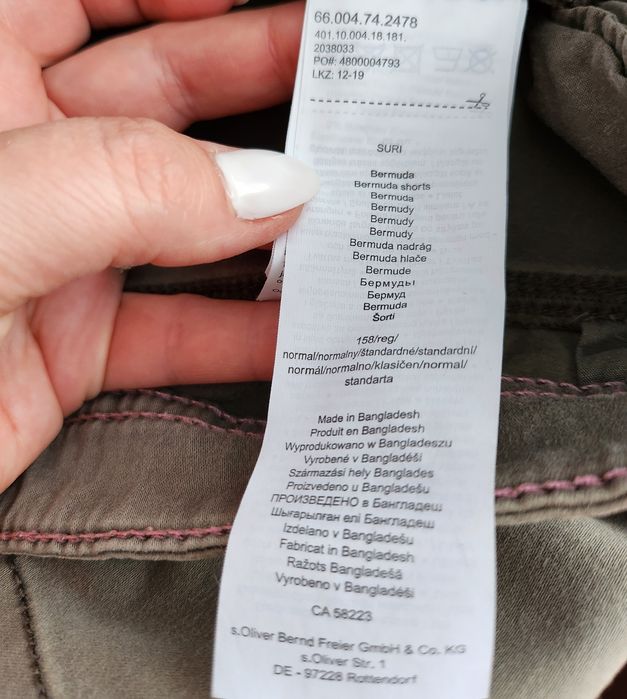 66.004.74.2478
401.10.004.18.181.
2038033
PO#: 4800004793
LKZ: 12-19
SURI
Bermuda
Bermuda shorts
Bermuda
Bermudy
Bermudy
Bermudy
Bermuda nadrág
Bermuda hlače
Bermude
Бермуды
Бермуд
Bermuda
Šorti
158/reg/
normal/normalny/štandardné/standardní/
normál/normalno/klasičen/normal/
standarta
Made in Bangladesh
Produit en Bangladesh
Wyprodukowano w Bangladeszu
Vyrobené v Bangladéši
Származási hely Banglades
Proizvedeno u Bangladešu
ПРОИЗВЕДЕНО в Бангладеш
Шығарылған елі Бангладеш
Izdelano v Bangladešu
Fabricat in Bangladesh
Ražots Bangladešā
Vyrobeno v Bangladéši
CA 58223
s.Oliver Bernd Freier GmbH & Co. KG
s.Oliver Str. 1
DE - 97228 Rottendorf